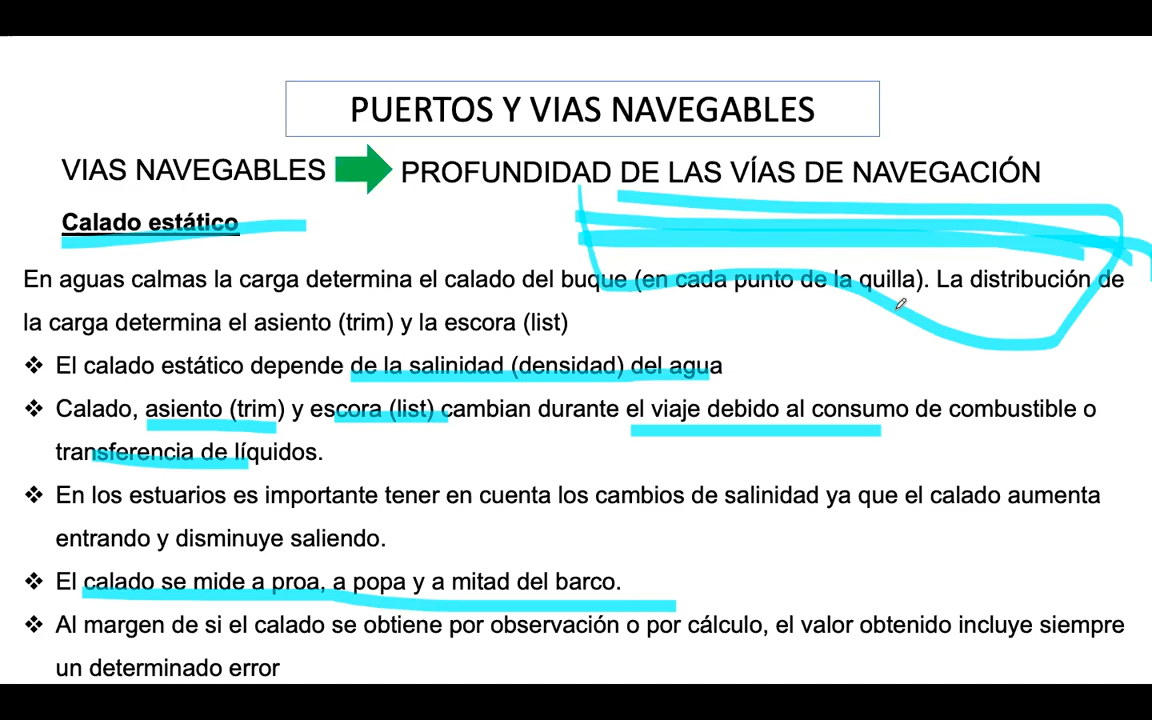 PUERTOS Y VIAS NAVEGABLES
VIAS NAVEGABLES PROFUNDIDAD DE LAS VÍAS DE NAVEGACIÓN
Calado estático
En aguas calmas la carga determina el calado del buque (en cada punto de la quilla). La distribución de
la carga determina el asiento (trim) y la escora (list)
❖ El calado estático depende de la salinidad (densidad) del agua
❖ Calado, asiento (trim) y escora (list) cambian durante el viaje debido al consumo de combustible o
transferencia de líquidos.
❖ En los estuarios es importante tener en cuenta los cambios de salinidad ya que el calado aumenta
entrando y disminuye saliendo.
❖ El calado se mide a proa, a popa y a mitad del barco.
❖ Al margen de si el calado se obtiene por observación o por cálculo, el valor obtenido incluye siempre
un determinado error